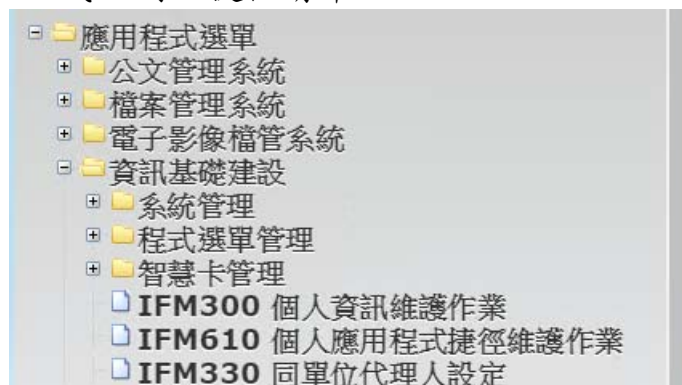 應用程式選單
公文管理系統
檔案管理系統
電子影像檔管系統
資訊基礎建設
系統管理
程式選單管理
智慧卡管理
IFM300 個人資訊維護作業
IFM610 個人應用程式捷徑維護作業
IFM330 同單位代理人設定